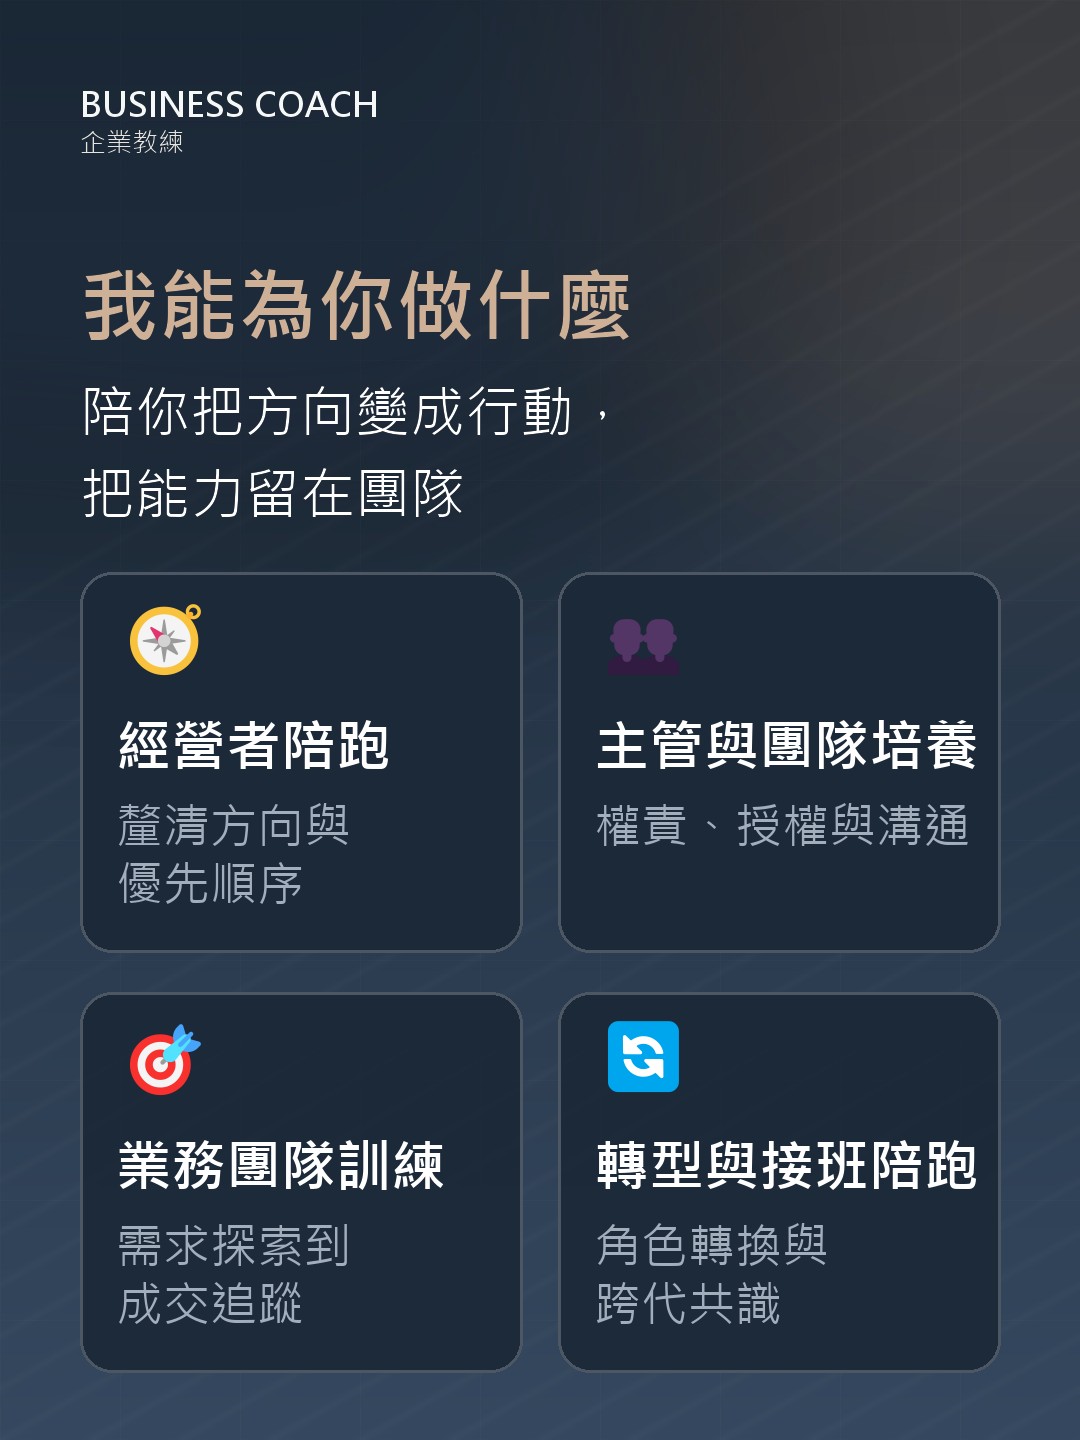 BUSINESS COACH
企業教練
我能為你做什麼
陪你把方向變成行動，
把能力留在團隊
經營者陪跑
釐清方向與
優先順序
主管與團隊培養
權責、授權與溝通
業務團隊訓練
需求探索到
成交追蹤
轉型與接班陪跑
角色轉換與
跨代共識